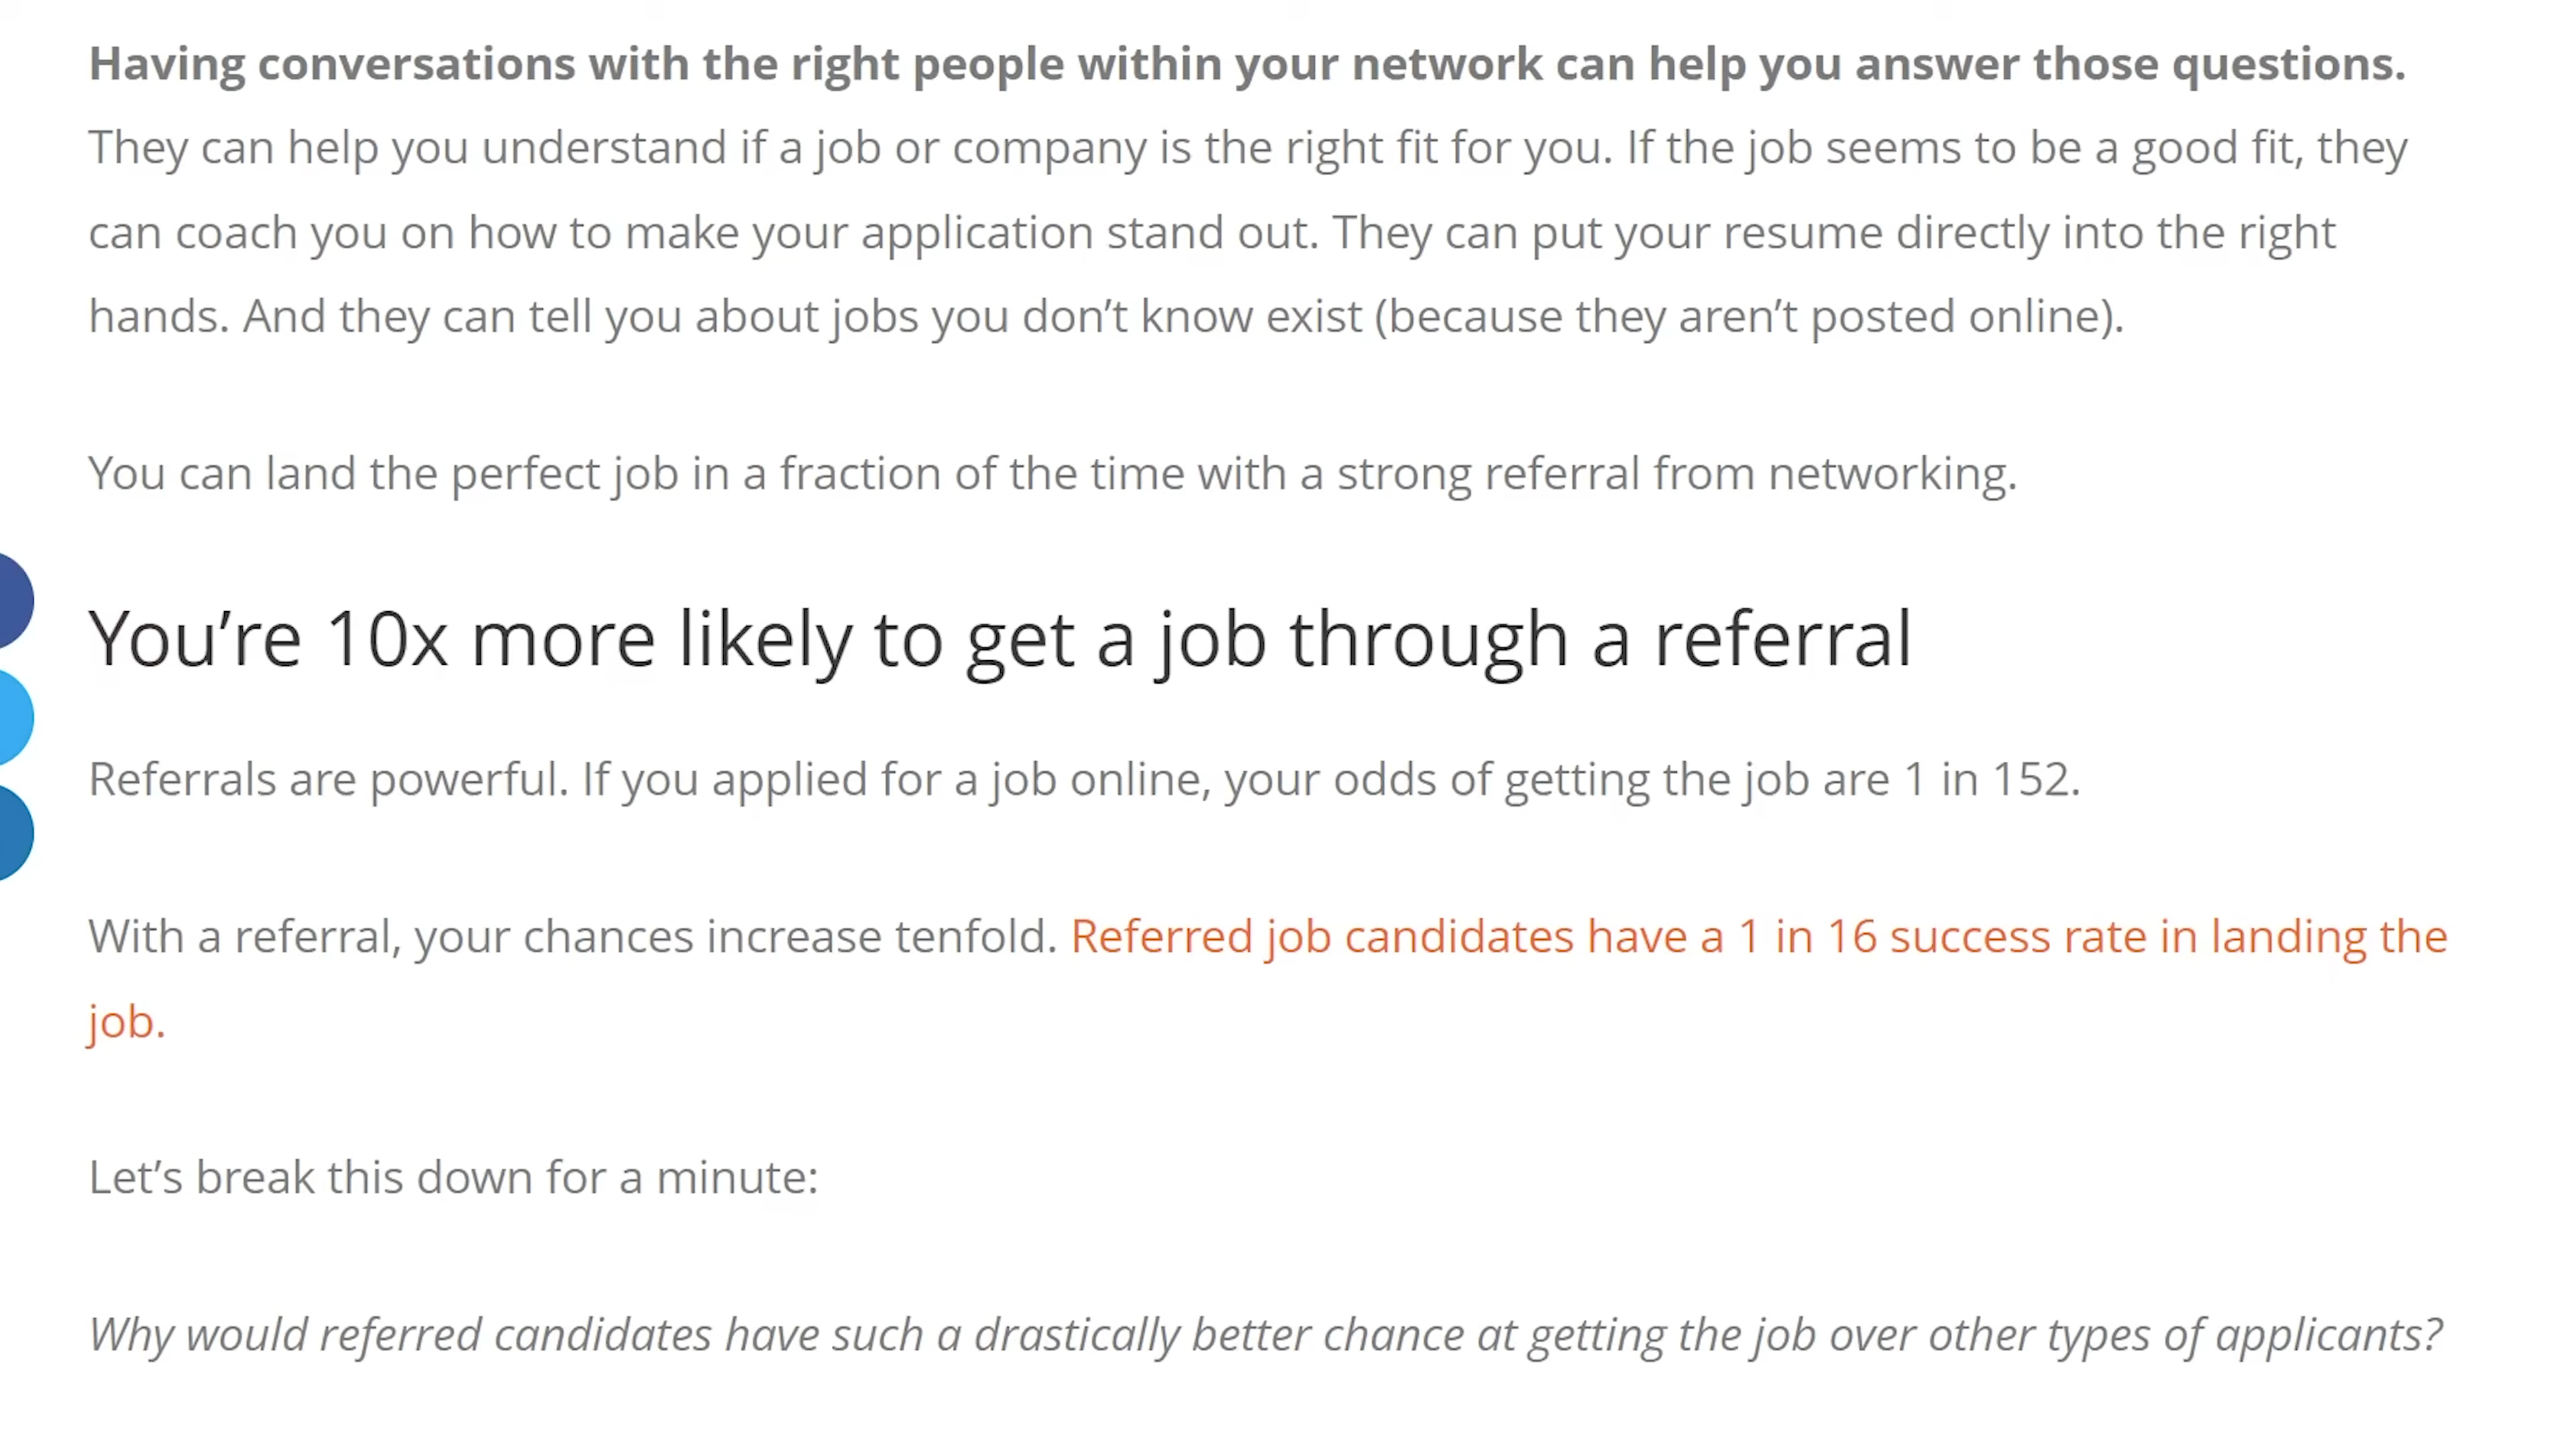 Having conversations with the right people within your network can help you answer those questions.
They can help you understand if a job or company is the right fit for you. If the job seems to be a good fit, they
can coach you on how to make your application stand out. They can put your resume directly into the right
hands. And they can tell you about jobs you don’t know exist (because they aren’t posted online).
You can land the perfect job in a fraction of the time with a strong referral from networking.
You’re 10x more likely to get a job through a referral
Referrals are powerful. If you applied for a job online, your odds of getting the job are 1 in 152.
With a referral, your chances increase tenfold. Referred job candidates have a 1 in 16 success rate in landing the
job.
Let’s break this down for a minute:
Why would referred candidates have such a drastically better chance at getting the job over other types of applicants?